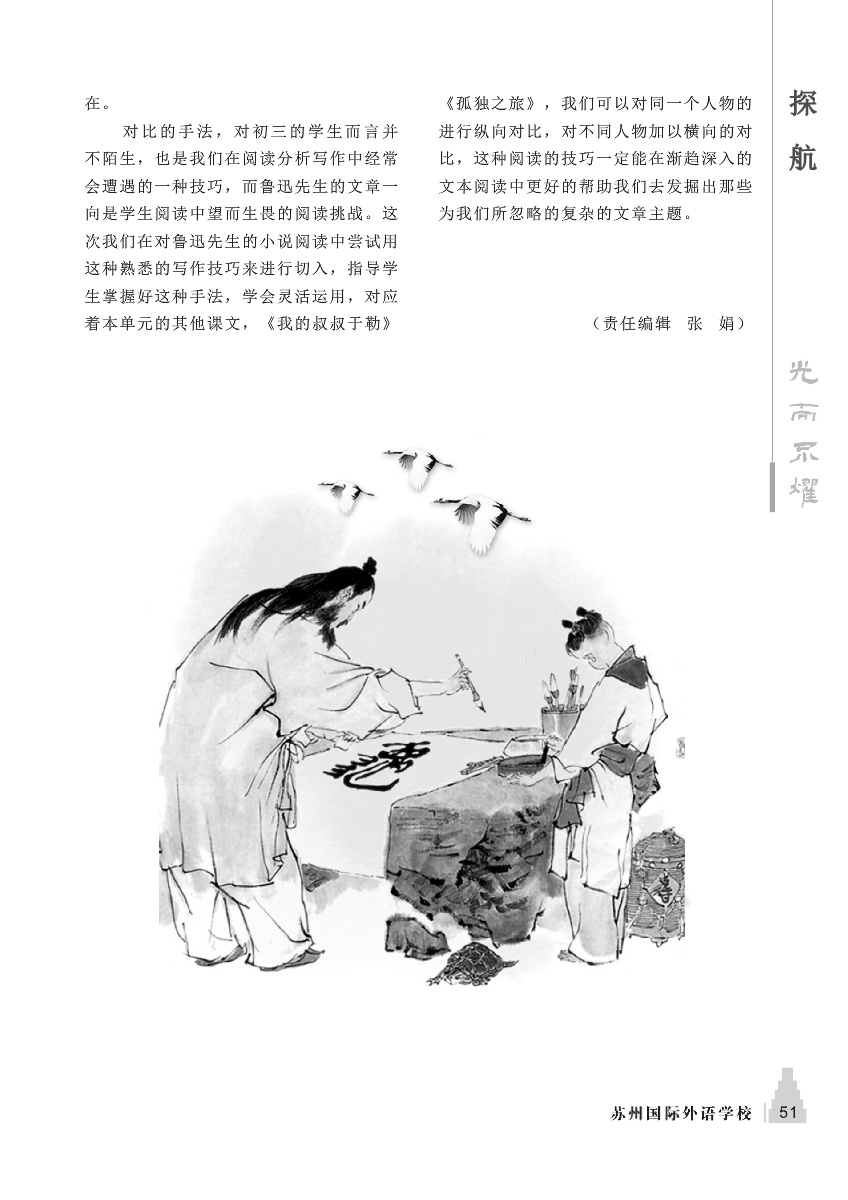 在。
对比的手法，对初三的学生而言并
不陌生，也是我们在阅读分析写作中经常
会遭遇的一种技巧，而鲁迅先生的文章一
向是学生阅读中望而生畏的阅读挑战。这
次我们在对鲁迅先生的小说阅读中尝试用
这种熟悉的写作技巧来进行切入，指导学
生掌握好这种手法，学会灵活运用，对应
着本单元的其他课文，《我的叔叔于勒》
《孤独之旅》，我们可以对同一个人物的
进行纵向对比，对不同人物加以横向的对
比，这种阅读的技巧一定能在渐趋深入的
文本阅读中更好的帮助我们去发掘出那些
为我们所忽略的复杂的文章主题。
（责任编辑　张　娟）
探航
光而不耀
苏州国际外语学校
51